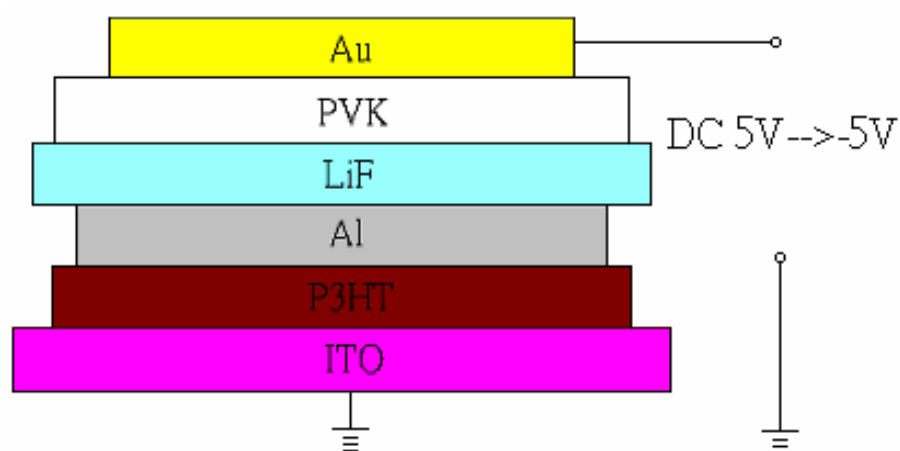 Au
PVK
DC 5V-->-5V
LiF
Al
P3HT
ITO